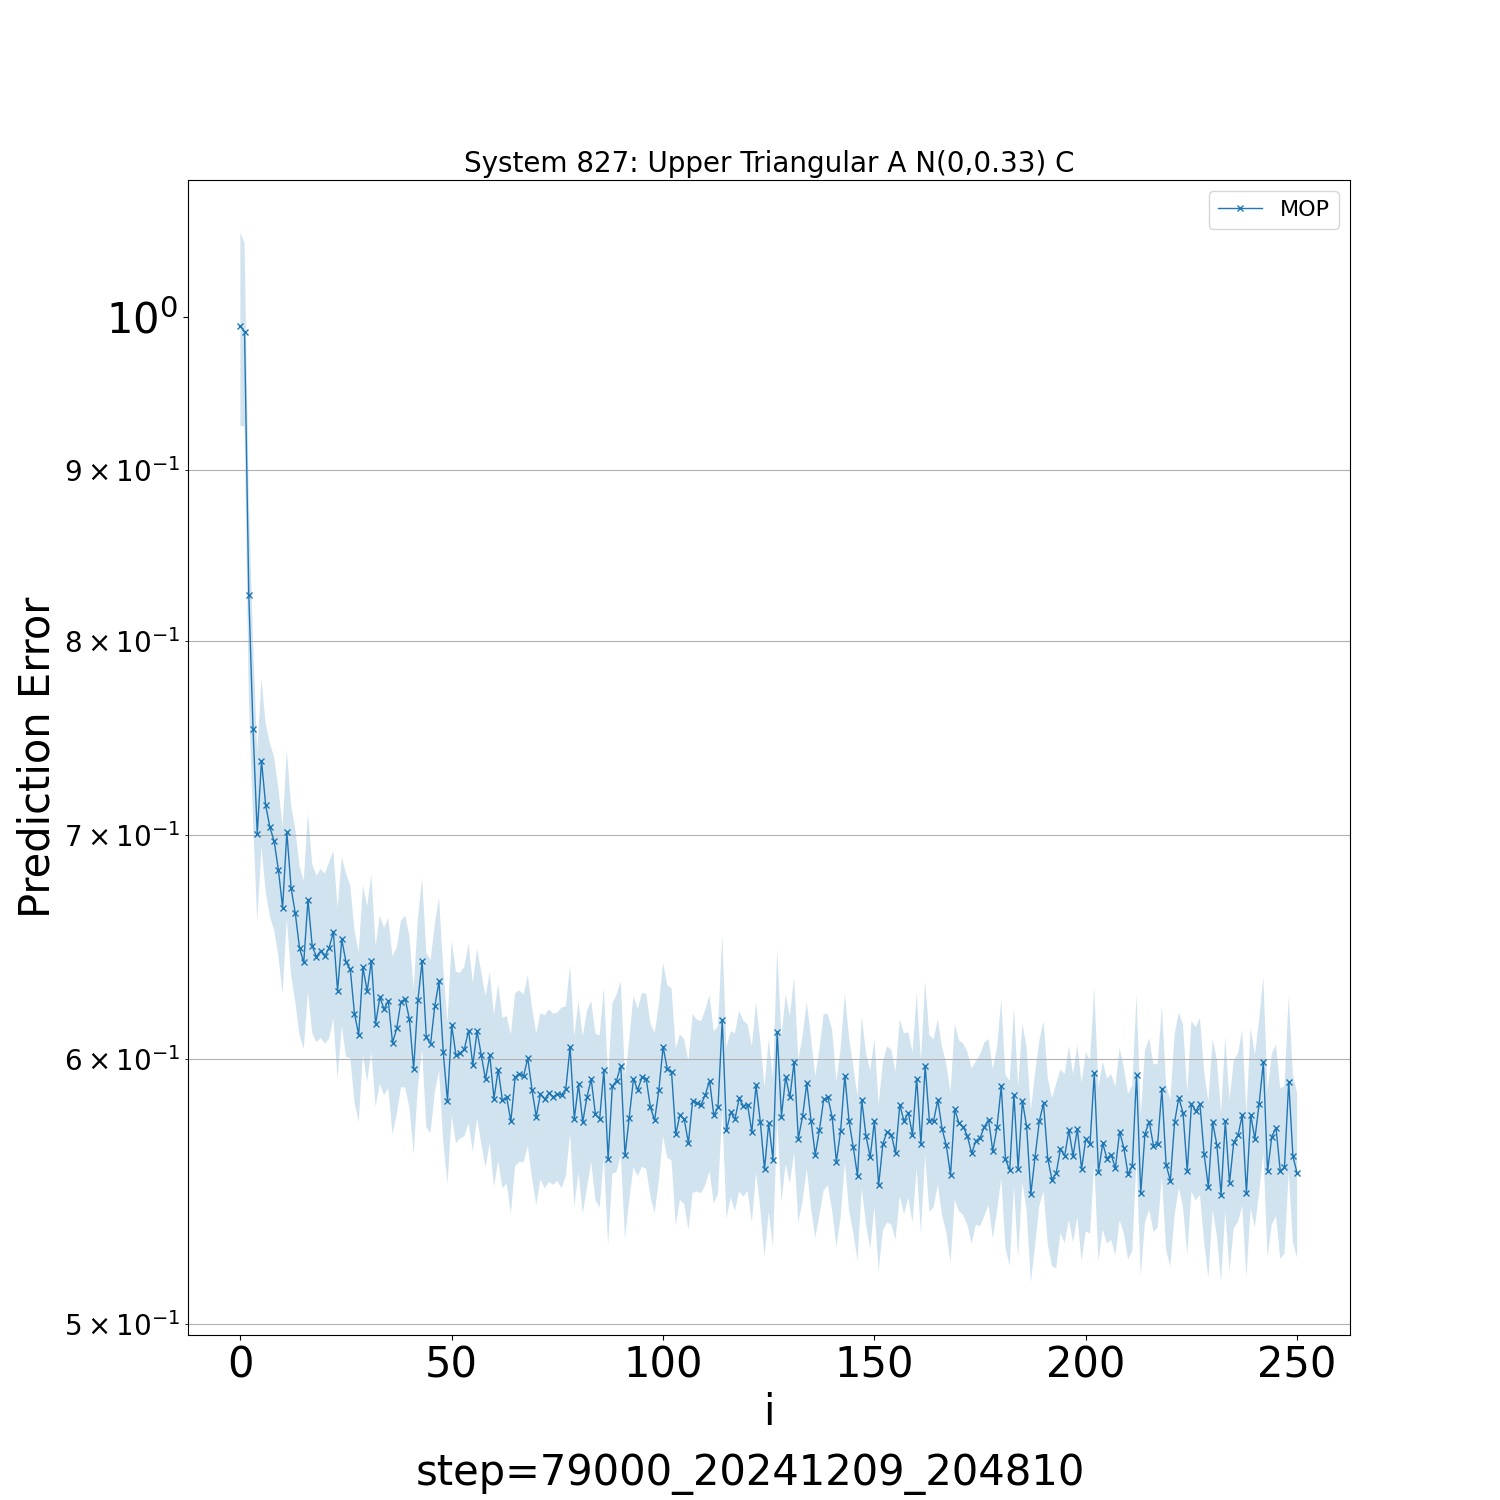 System 827: Upper Triangular A N(0,0.33) C
MOP
10⁰
9 × 10⁻¹
8 × 10⁻¹
7 × 10⁻¹
6 × 10⁻¹
5 × 10⁻¹
Prediction Error
0 50 100 150 200 250
i
step=79000_20241209_204810